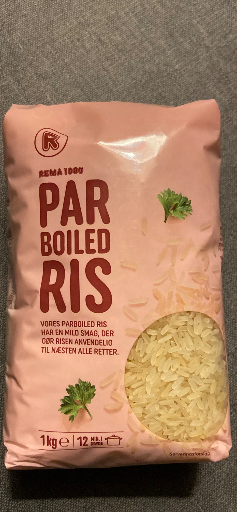 REMA 1000
PAR
BOILED
RIS
VORES PARBOILED RIS
HAR EN MILD SMAG, DER
GØR RISEN ANVENDELIG
TIL NÆSTEN ALLE RETTER.
1kg e 12